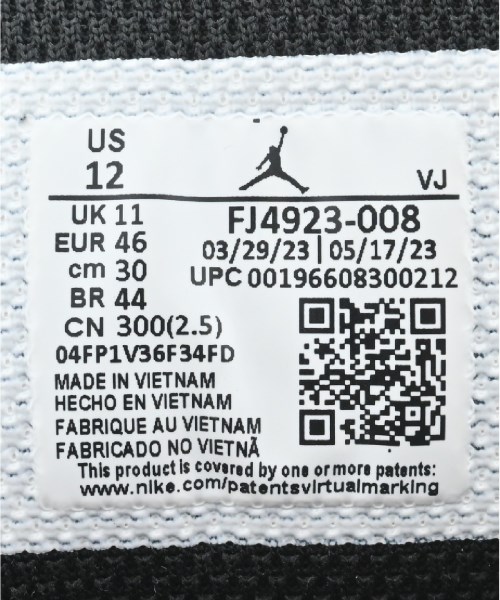 US
12
VJ
UK 11
EUR 46
cm 30
BR 44
CN 300(2.5)
FJ4923-008
03/29/23 | 05/17/23
UPC 00196608300212
04FP1V36F34FD
MADE IN VIETNAM
HECHO EN VIETNAM
FABRIQUE AU VIETNAM
FABRICADO NO VIETNÃ
This product is covered by one or more patents:
www.nike.com/patentsvirtualmarking